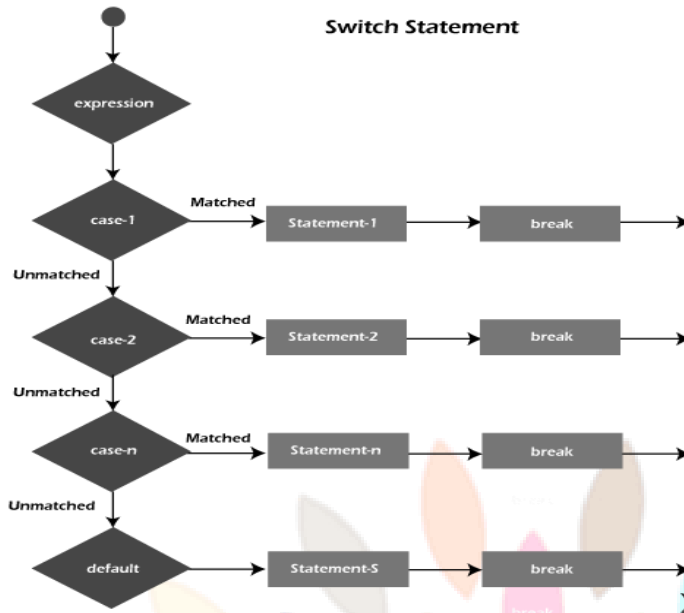 Switch Statement
expression
case-1
Matched
Statement-1
break
Unmatched
case-2
Matched
Statement-2
break
Unmatched
case-n
Matched
Statement-n
break
Unmatched
default
Statement-S
break
break